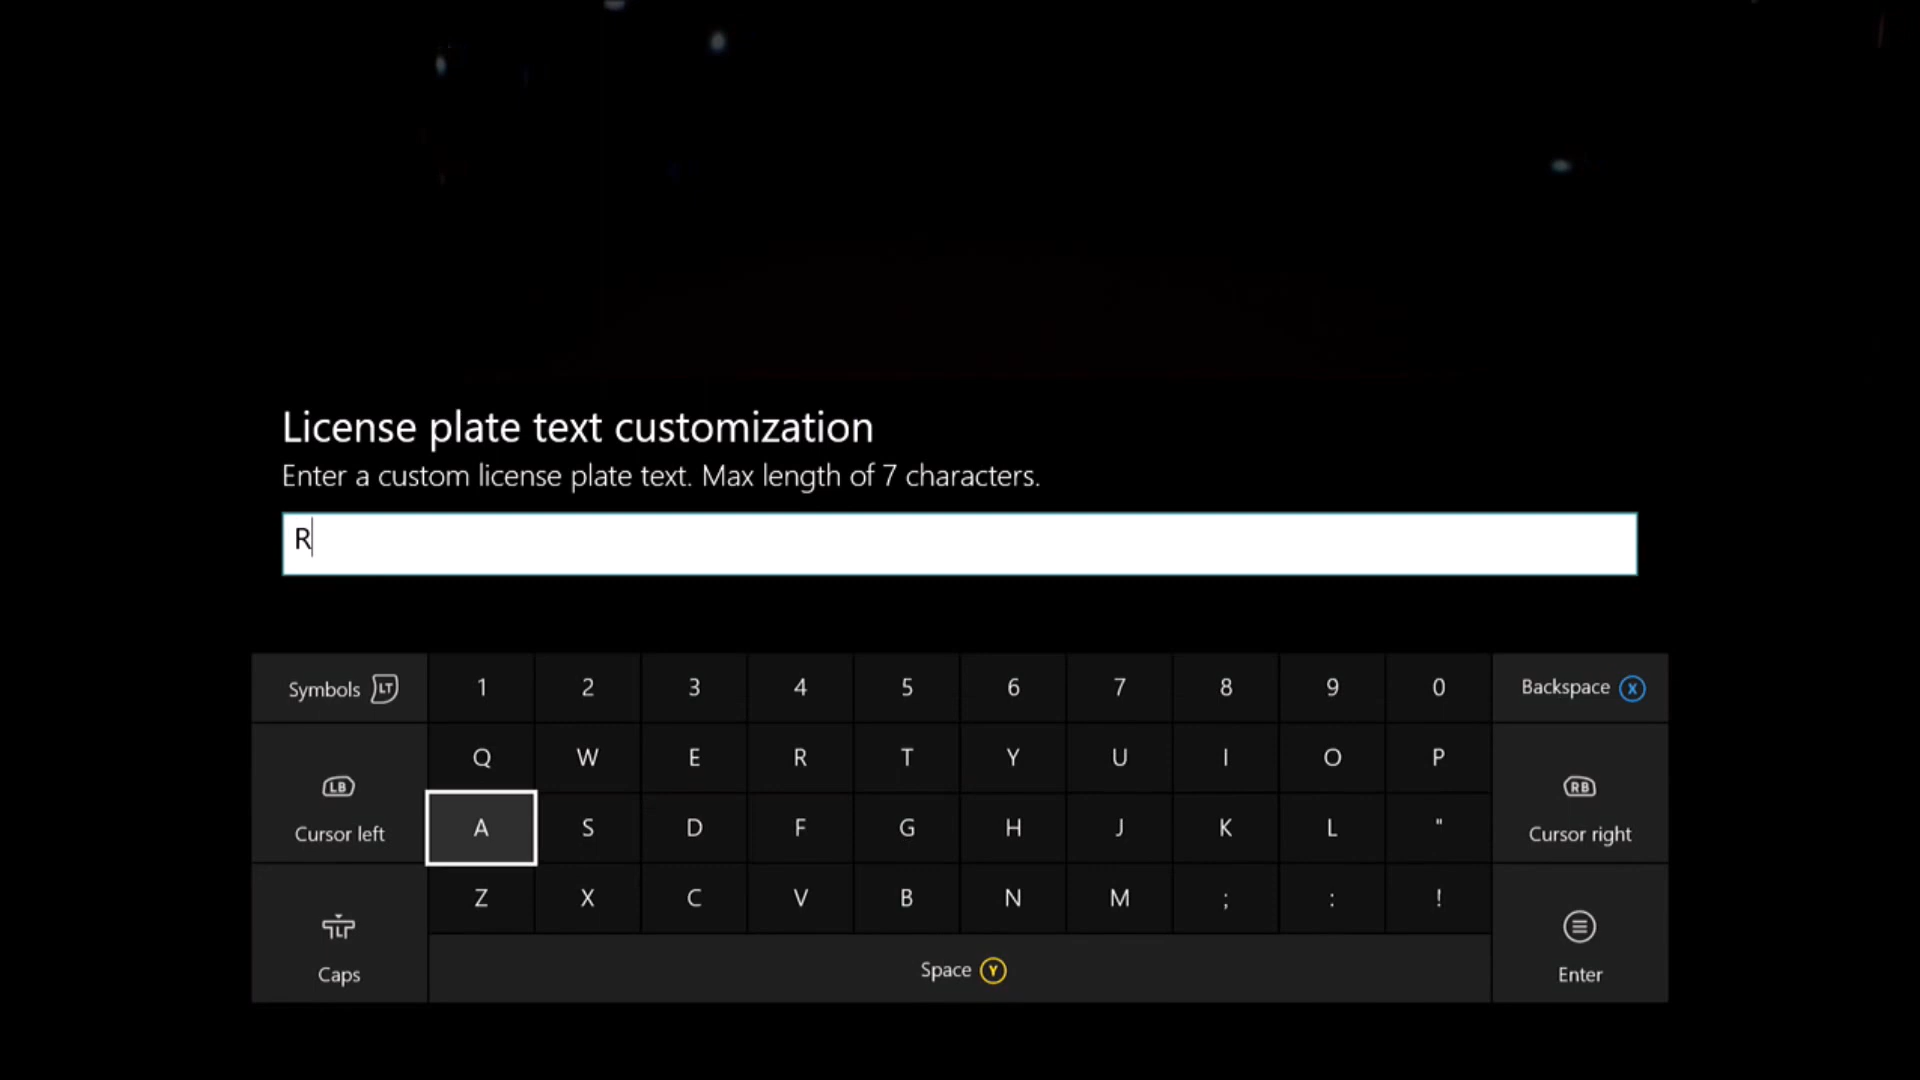 License plate text customization
Enter a custom license plate text. Max length of 7 characters.
R
Symbols LT 1 2 3 4 5 6 7 8 9 0 Backspace X
Q W E R T Y U I O P
LB RB
Cursor left A S D F G H J K L " Cursor right
Z X C V B N M ; : !
Caps Space Y Enter